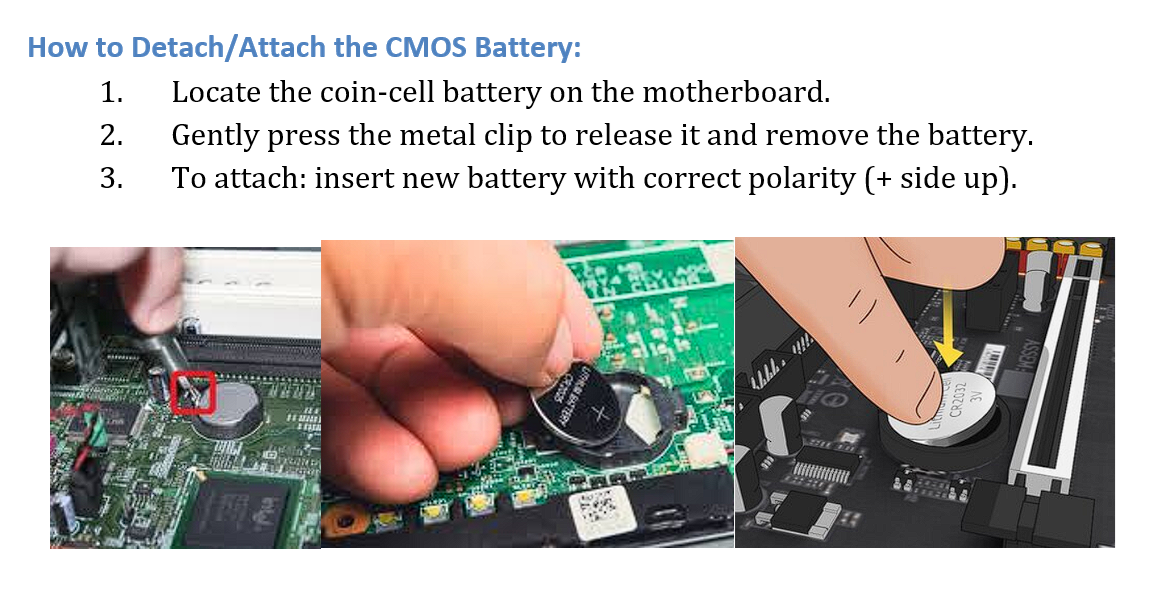 How to Detach/Attach the CMOS Battery:
1. Locate the coin-cell battery on the motherboard.
2. Gently press the metal clip to release it and remove the battery.
3. To attach: insert new battery with correct polarity (+ side up).
LITHIUM BATTERY
CR2032
+
CR2032
3V